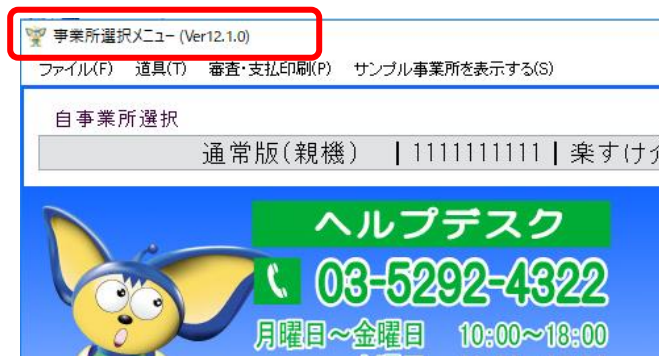 事業所選択メニュー (Ver12.1.0)
ファイル(F) 道具(T) 審査・支払印刷(P) サンプル事業所を表示する(S)
自事業所選択
通常版(親機) | 1111111111 | 楽すけ
ヘルプデスク
03-5292-4322
月曜日～金曜日 10:00～18:00